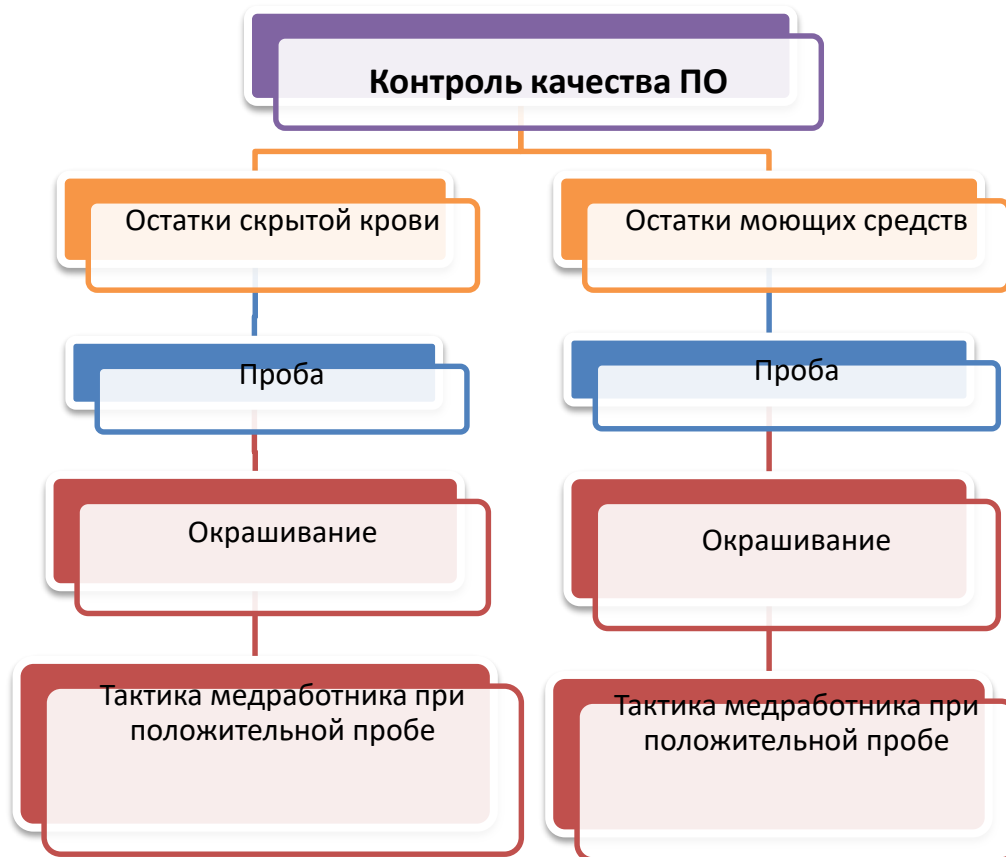 Контроль качества ПО
Остатки скрытой крови
Остатки моющих средств
Проба
Проба
Окрашивание
Окрашивание
Тактика медработника при
положительной пробе
Тактика медработника при
положительной пробе